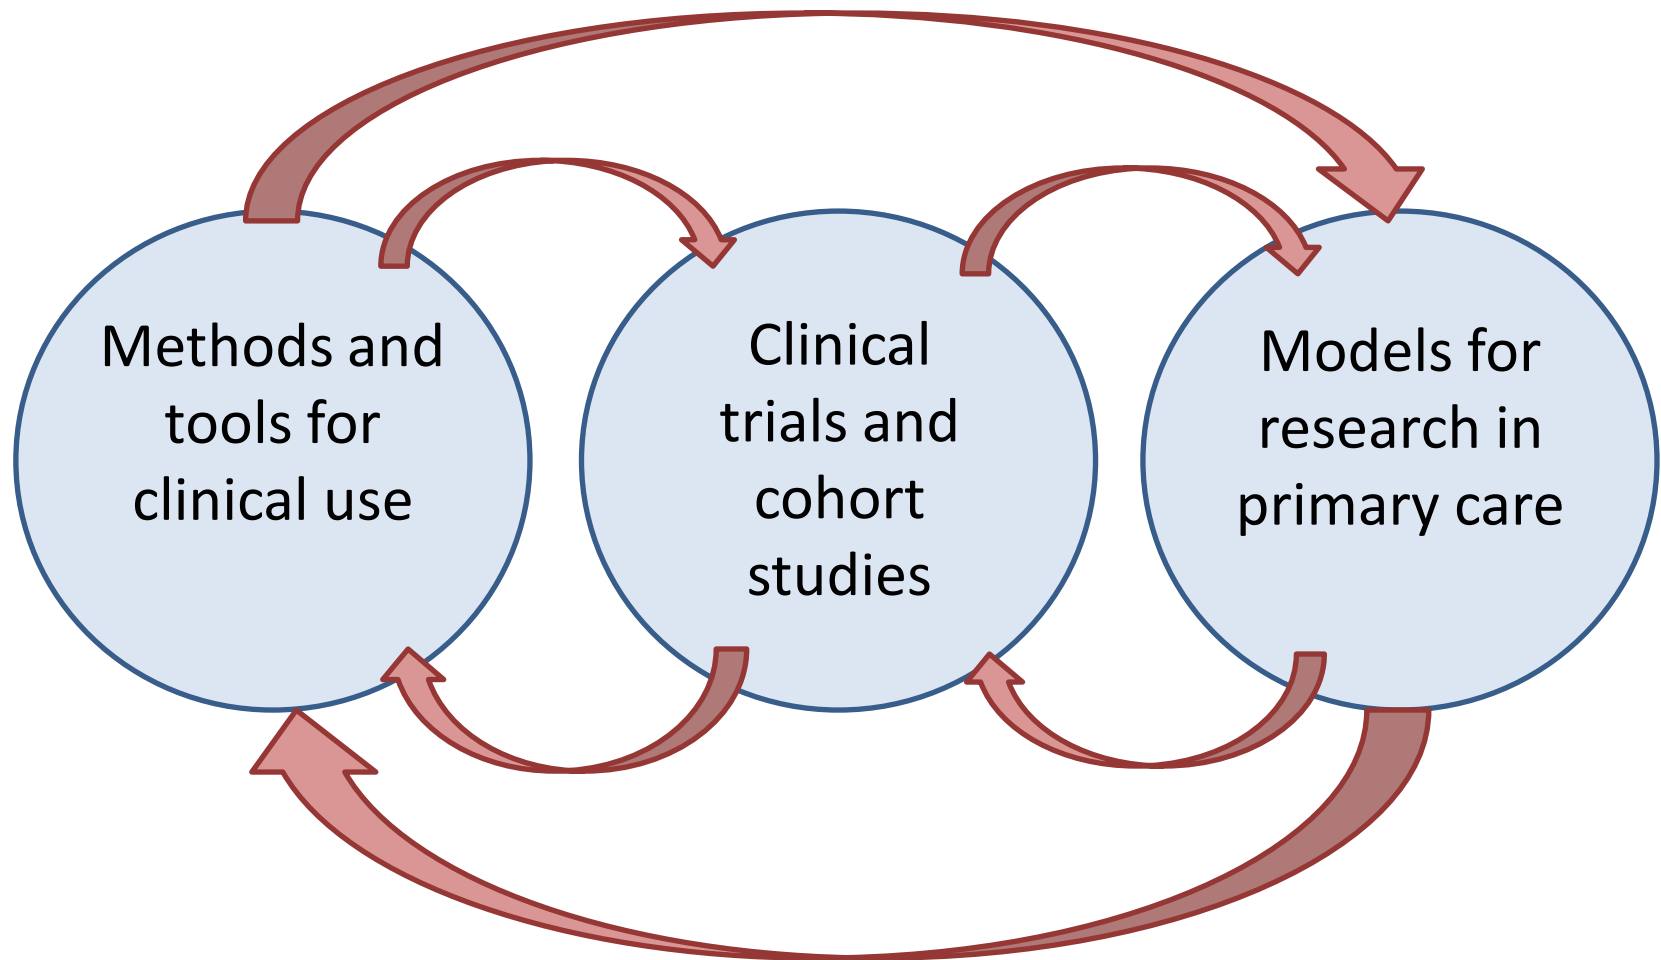 Methods and
tools for
clinical use
Clinical
trials and
cohort
studies
Models for
research in
primary care